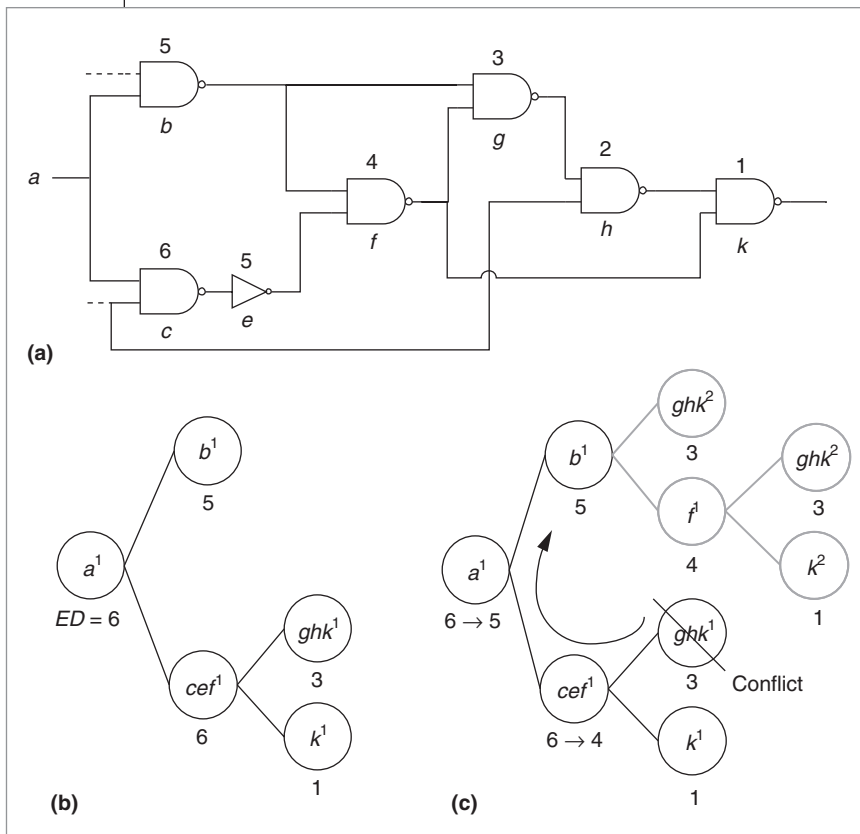 5
b
a
6
c
5
e
4
f
3
g
2
h
1
k
(a)
b¹
5
a¹
ED = 6
ghk¹
3
cef¹
6
k¹
1
(b)
ghk²
3
b¹
5
ghk²
3
f¹
4
k²
1
a¹
6 → 5
ghk¹
3
Conflict
cef¹
6 → 4
k¹
1
(c)